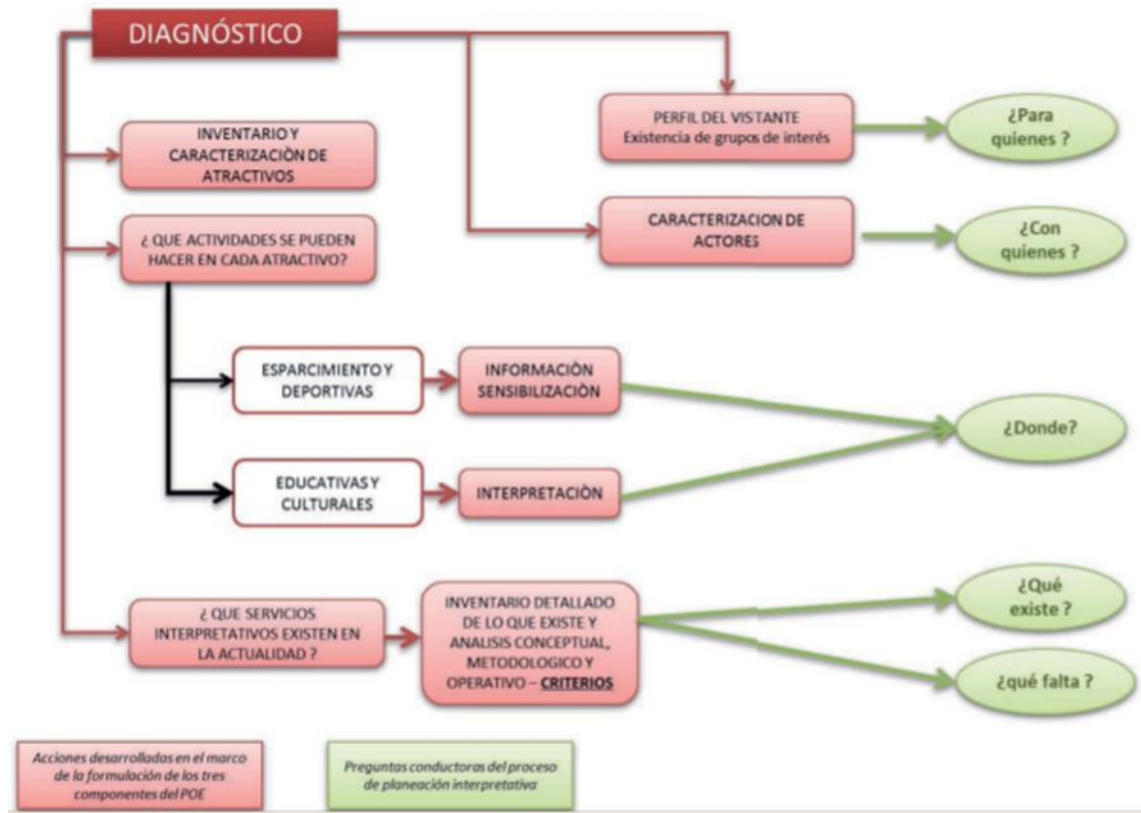 DIAGNÓSTICO
INVENTARIO Y
CARACTERIZACIÒN DE
ATRACTIVOS
¿ QUE ACTIVIDADES SE PUEDEN
HACER EN CADA ATRACTIVO?
PERFIL DEL VISTANTE
Existencia de grupos de interés
¿Para
quienes ?
CARACTERIZACION DE
ACTORES
¿Con
quienes ?
ESPARCIMIENTO Y
DEPORTIVAS
INFORMACIÒN
SENSIBILIZACIÒN
¿Donde?
EDUCATIVAS Y
CULTURALES
INTERPRETACIÒN
¿ QUE SERVICIOS
INTERPRETATIVOS EXISTEN EN
LA ACTUALIDAD ?
INVENTARIO DETALLADO
DE LO QUE EXISTE Y
ANALISIS CONCEPTUAL,
METODOLOGICO Y
OPERATIVO – CRITERIOS
¿Qué
existe ?
¿qué falta ?
Acciones desarrolladas en el marco
de la formulación de los tres
componentes del POE
Preguntas conductoras del proceso
de planeación interpretativa